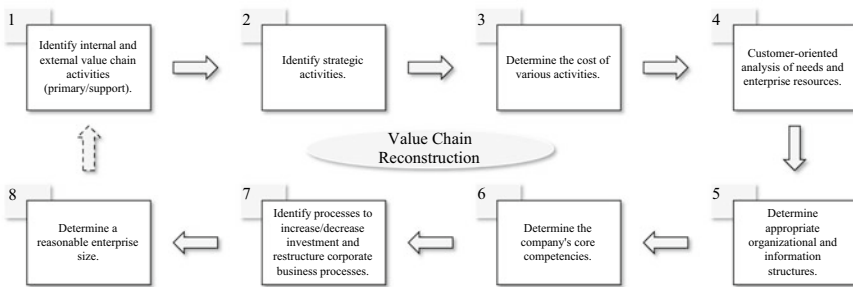 1
Identify internal and
external value chain
activities
(primary/support).
2
Identify strategic
activities.
3
Determine the cost of
various activities.
4
Customer-oriented
analysis of needs and
enterprise resources.
Value Chain
Reconstruction
5
Determine
appropriate
organizational and
information
structures.
6
Determine the
company's core
competencies.
7
Identify processes to
increase/decrease
investment and
restructure corporate
business processes.
8
Determine a
reasonable enterprise
size.